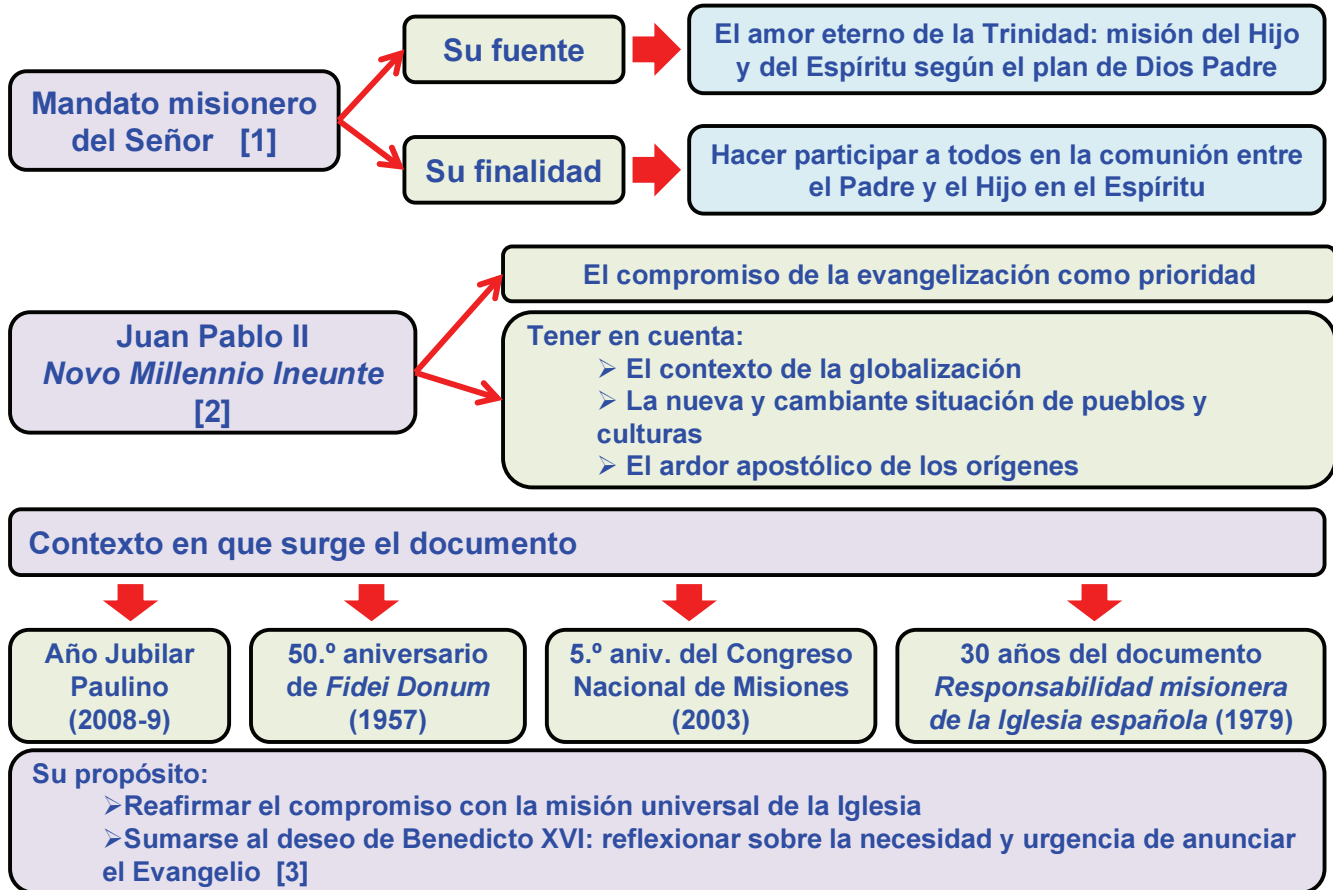 Mandato misionero
del Señor [1]
Su fuente
El amor eterno de la Trinidad: misión del Hijo
y del Espíritu según el plan de Dios Padre
Su finalidad
Hacer participar a todos en la comunión entre
el Padre y el Hijo en el Espíritu
Juan Pablo II
Novo Millennio Ineunte
[2]
El compromiso de la evangelización como prioridad
Tener en cuenta:
➢ El contexto de la globalización
➢ La nueva y cambiante situación de pueblos y
culturas
➢ El ardor apostólico de los orígenes
Contexto en que surge el documento
Año Jubilar
Paulino
(2008-9)
50.º aniversario
de Fidei Donum
(1957)
5.º aniv. del Congreso
Nacional de Misiones
(2003)
30 años del documento
Responsabilidad misionera
de la Iglesia española (1979)
Su propósito:
➢Reafirmar el compromiso con la misión universal de la Iglesia
➢Sumarse al deseo de Benedicto XVI: reflexionar sobre la necesidad y urgencia de anunciar
el Evangelio [3]